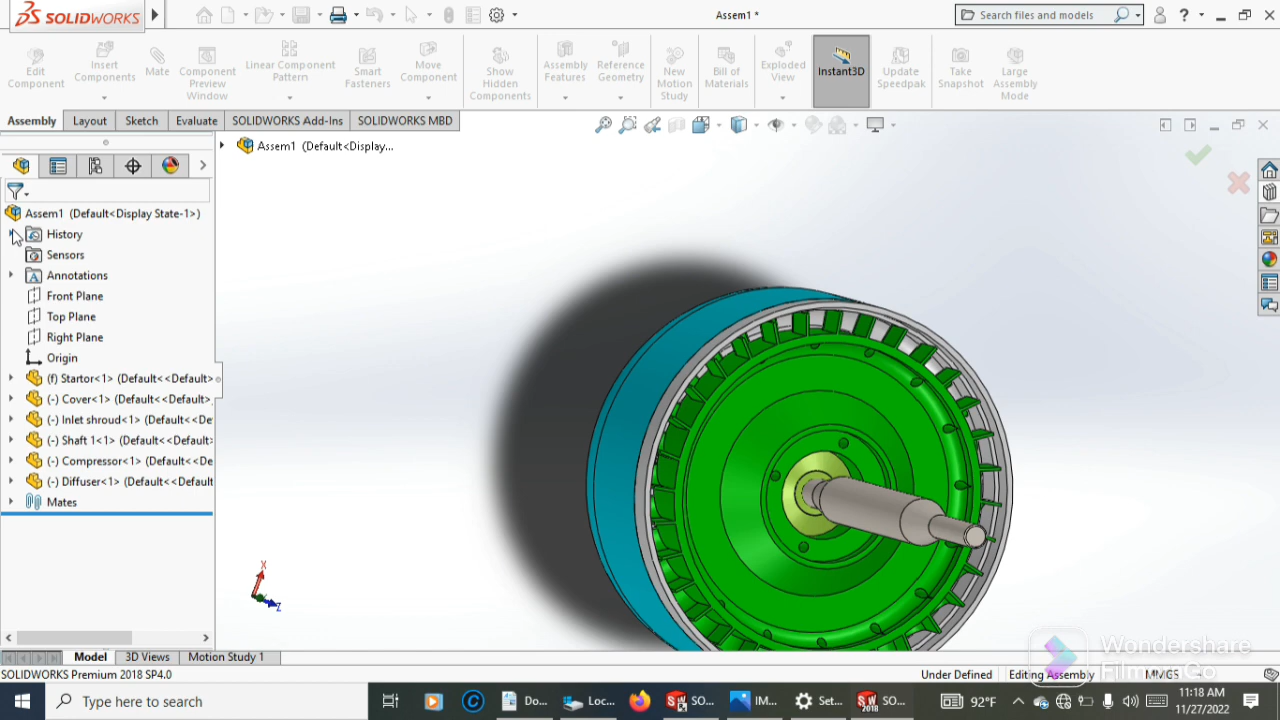 SOLIDWORKS
Assem1 *
Search files and models
Edit Component
Insert Components
Mate
Component Preview Window
Linear Component Pattern
Smart Fasteners
Move Component
Show Hidden Components
Assembly Features
Reference Geometry
New Motion Study
Bill of Materials
Exploded View
Instant3D
Update Speedpak
Take Snapshot
Large Assembly Mode
Assembly
Layout
Sketch
Evaluate
SOLIDWORKS Add-Ins
SOLIDWORKS MBD
Assem1 (Default<Display...
Assem1 (Default<Display State-1>)
History
Sensors
Annotations
Front Plane
Top Plane
Right Plane
Origin
(f) Startor<1> (Default<<Default>
(-) Cover<1> (Default<<Default>
(-) Inlet shroud<1> (Default<<De
(-) Shaft 1<1> (Default<<Default>
(-) Compressor<1> (Default<<De
(-) Diffuser<1> (Default<<Default
Mates
X
Z
Wondershare
Model
3D Views
Motion Study 1
SOLIDWORKS Premium 2018 SP4.0
Under Defined
Editing Assembly
MMGS
Type here to search
Do...
Loc...
SO...
IM...
Set...
SO...
92°F
11:18 AM
11/27/2022